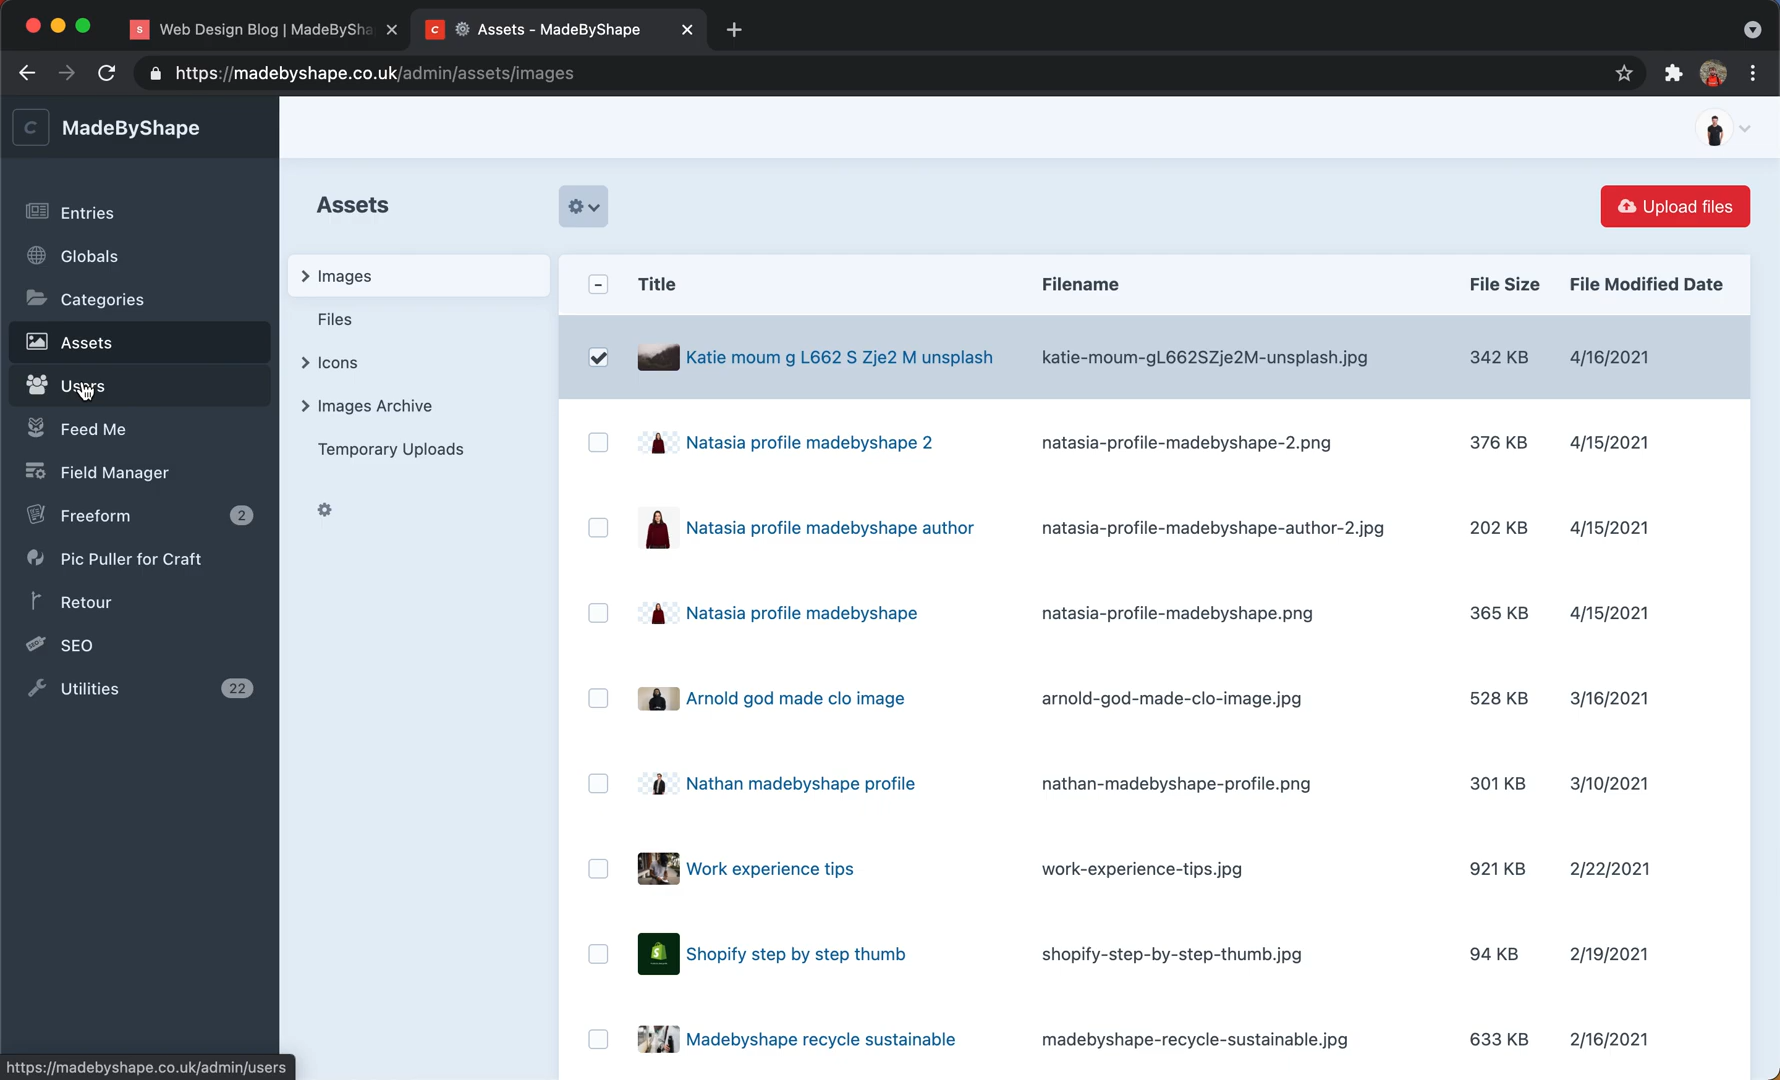 Web Design Blog | MadeBySha
Assets - MadeByShape
https://madebyshape.co.uk/admin/assets/images
C MadeByShape
Entries
Globals
Categories
Assets
Users
Feed Me
Field Manager
Freeform 2
Pic Puller for Craft
Retour
SEO
Utilities 22
https://madebyshape.co.uk/admin/users
Assets
Upload files
Images
Files
Icons
Images Archive
Temporary Uploads
Title Filename File Size File Modified Date
Katie moum g L662 S Zje2 M unsplash katie-moum-gL662SZje2M-unsplash.jpg 342 KB 4/16/2021
Natasia profile madebyshape 2 natasia-profile-madebyshape-2.png 376 KB 4/15/2021
Natasia profile madebyshape author natasia-profile-madebyshape-author-2.jpg 202 KB 4/15/2021
Natasia profile madebyshape natasia-profile-madebyshape.png 365 KB 4/15/2021
Arnold god made clo image arnold-god-made-clo-image.jpg 528 KB 3/16/2021
Nathan madebyshape profile nathan-madebyshape-profile.png 301 KB 3/10/2021
Work experience tips work-experience-tips.jpg 921 KB 2/22/2021
Shopify step by step thumb shopify-step-by-step-thumb.jpg 94 KB 2/19/2021
Madebyshape recycle sustainable madebyshape-recycle-sustainable.jpg 633 KB 2/16/2021